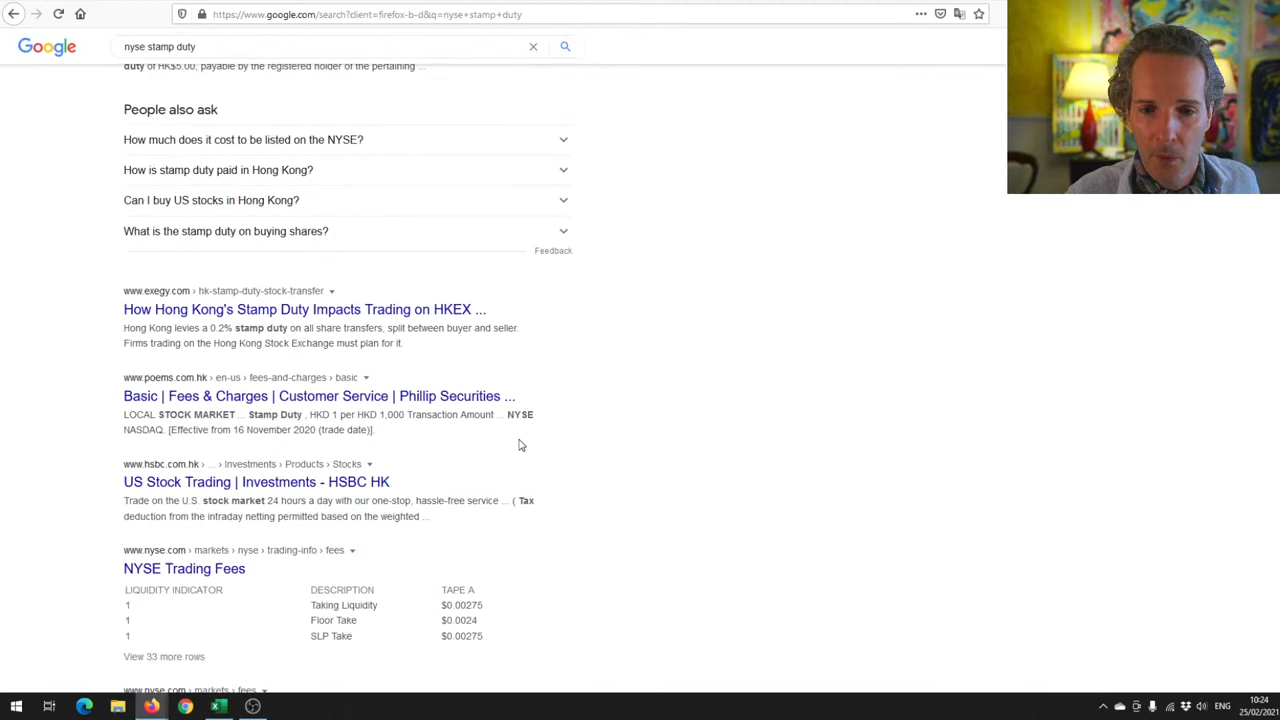 https://www.google.com/search?client=firefox-b-d&q=nyse+stamp+duty
Google
nyse stamp duty
duty of HK$5.00, payable by the registered holder of the pertaining ...
People also ask
How much does it cost to be listed on the NYSE?
How is stamp duty paid in Hong Kong?
Can I buy US stocks in Hong Kong?
What is the stamp duty on buying shares?
Feedback
www.exegy.com › hk-stamp-duty-stock-transfer
How Hong Kong's Stamp Duty Impacts Trading on HKEX ...
Hong Kong levies a 0.2% stamp duty on all share transfers, split between buyer and seller.
Firms trading on the Hong Kong Stock Exchange must plan for it.
www.poems.com.hk › en-us › fees-and-charges › basic
Basic | Fees & Charges | Customer Service | Phillip Securities ...
LOCAL STOCK MARKET ... Stamp Duty , HKD 1 per HKD 1,000 Transaction Amount ... NYSE
NASDAQ. [Effective from 16 November 2020 (trade date)].
www.hsbc.com.hk › ... › Investments › Products › Stocks
US Stock Trading | Investments - HSBC HK
Trade on the U.S. stock market 24 hours a day with our one-stop, hassle-free service ... ( Tax
deduction from the intraday netting permitted based on the weighted ...
www.nyse.com › markets › nyse › trading-info › fees
NYSE Trading Fees
LIQUIDITY INDICATOR DESCRIPTION TAPE A
1 Taking Liquidity $0.00275
1 Floor Take $0.0024
1 SLP Take $0.00275
View 33 more rows
www.nyse.com › markets › fees
ENG
10:24
25/02/2021